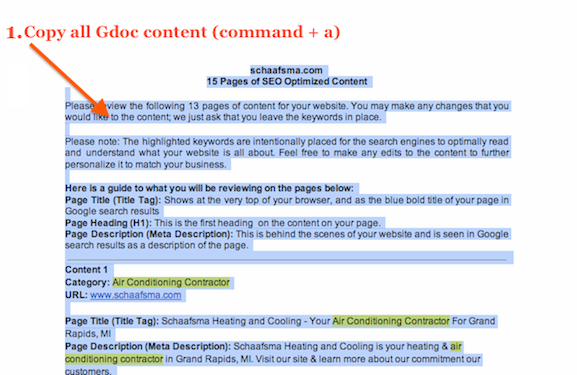 1. Copy all Gdoc content (command + a)
schaafsma.com
15 Pages of SEO Optimized Content
Please review the following 13 pages of content for your website. You may make any changes that you
would like to the content; we just ask that you leave the keywords in place.
Please note: The highlighted keywords are intentionally placed for the search engines to optimally read
and understand what your website is all about. Feel free to make any edits to the content to further
personalize it to match your business.
Here is a guide to what you will be reviewing on the pages below:
Page Title (Title Tag): Shows at the very top of your browser, and as the blue bold title of your page in
Google search results
Page Heading (H1): This is the first heading on the content on your page.
Page Description (Meta Description): This is behind the scenes of your website and is seen in Google
search results as a description of the page.
Content 1
Category: Air Conditioning Contractor
URL: www.schaafsma.com
Page Title (Title Tag): Schaafsma Heating and Cooling - Your Air Conditioning Contractor For Grand
Rapids, MI
Page Description (Meta Description): Schaafsma Heating and Cooling is your heating & air
conditioning contractor in Grand Rapids, MI. Visit our site & learn more about our commitment our
customers.